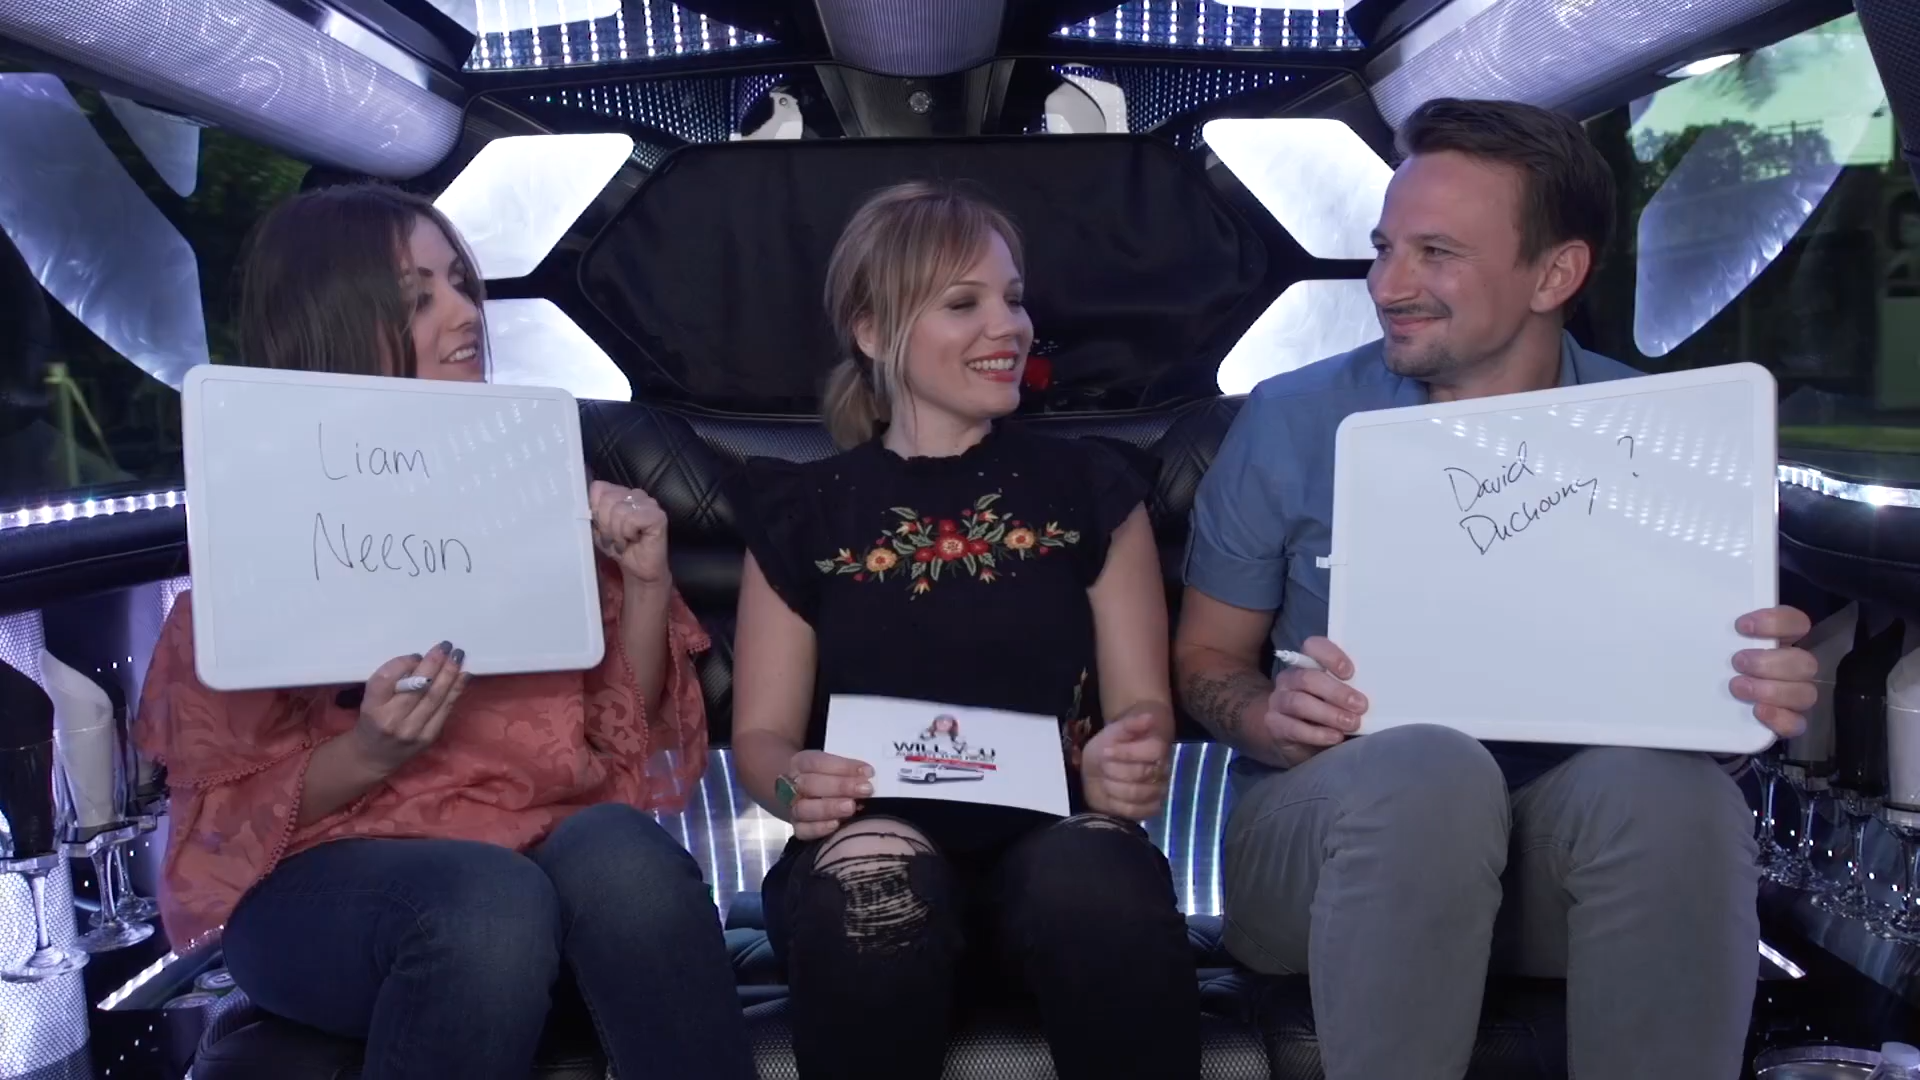 Liam
Neeson
David
Duchovny ?
WILL YOU